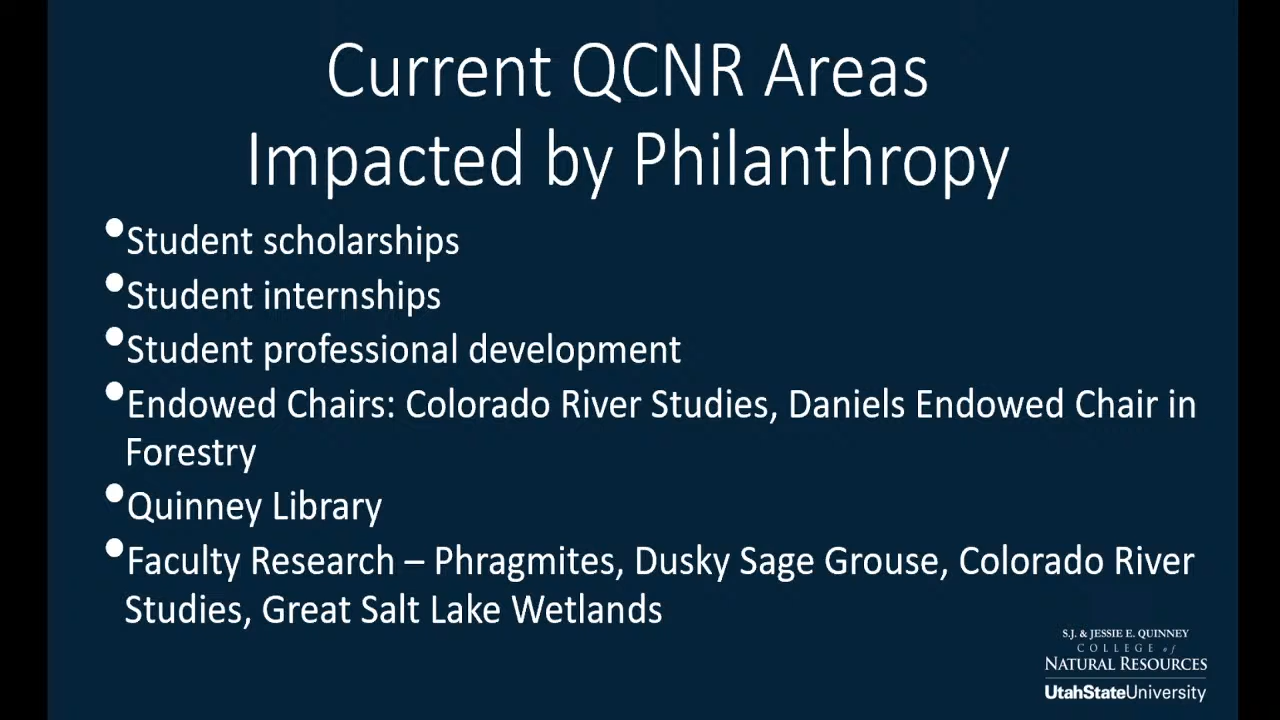 Current QCNR Areas
Impacted by Philanthropy
•Student scholarships
•Student internships
•Student professional development
•Endowed Chairs: Colorado River Studies, Daniels Endowed Chair in
Forestry
•Quinney Library
•Faculty Research – Phragmites, Dusky Sage Grouse, Colorado River
Studies, Great Salt Lake Wetlands
S.J. & JESSIE E. QUINNEY
COLLEGE of
NATURAL RESOURCES
UtahStateUniversity